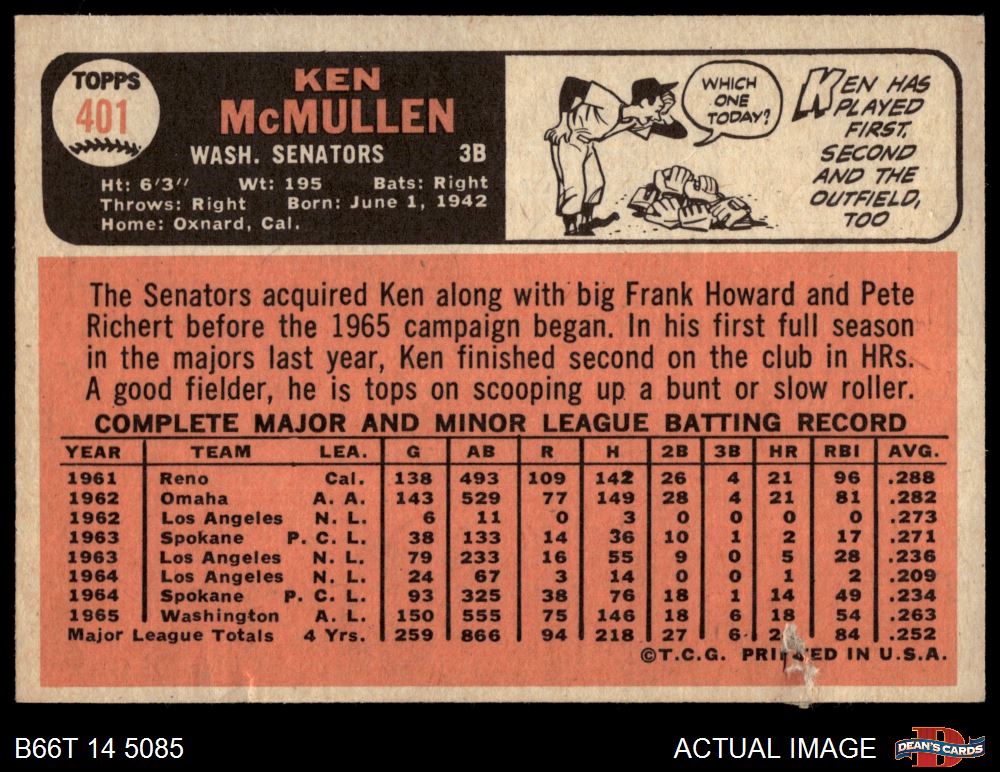 TOPPS
401
KEN
McMULLEN
WASH. SENATORS 3B
Ht: 6'3" Wt: 195 Bats: Right
Throws: Right Born: June 1, 1942
Home: Oxnard, Cal.
WHICH
ONE
TODAY?
KEN HAS
PLAYED
FIRST,
SECOND
AND THE
OUTFIELD,
TOO
The Senators acquired Ken along with big Frank Howard and Pete
Richert before the 1965 campaign began. In his first full season
in the majors last year, Ken finished second on the club in HRs.
A good fielder, he is tops on scooping up a bunt or slow roller.
COMPLETE MAJOR AND MINOR LEAGUE BATTING RECORD
YEAR TEAM LEA. G AB R H 2B 3B HR RBI AVG.
1961 Reno Cal. 138 493 109 142 26 4 21 96 .288
1962 Omaha A. A. 143 529 77 149 28 4 21 81 .282
1962 Los Angeles N. L. 6 11 0 3 0 0 0 0 .273
1963 Spokane P. C. L. 38 133 14 36 10 1 2 17 .271
1963 Los Angeles N. L. 79 233 16 55 9 0 5 28 .236
1964 Los Angeles N. L. 24 67 3 14 0 0 1 2 .209
1964 Spokane P. C. L. 93 325 38 76 18 1 14 49 .234
1965 Washington A. L. 150 555 75 146 18 6 18 54 .263
Major League Totals 4 Yrs. 259 866 94 218 27 6 84 .252
©T.C.G. PRINTED IN U.S.A.
B66T 14 5085 ACTUAL IMAGE
DEAN'S CARDS